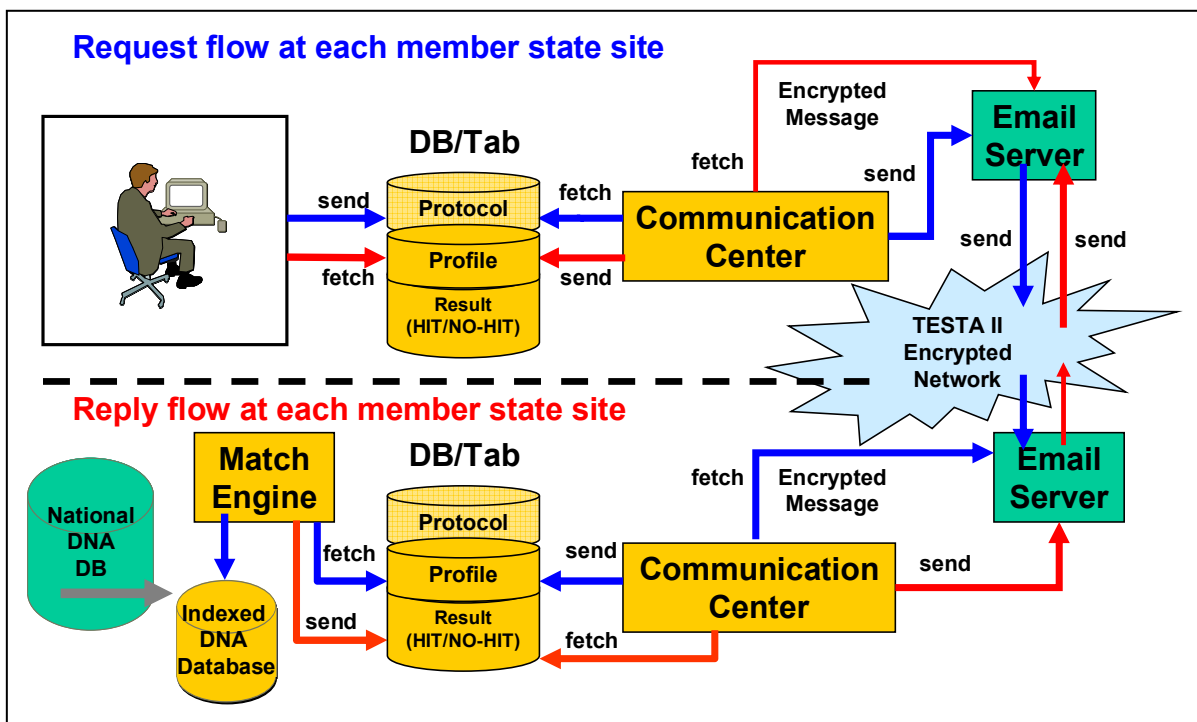 Request flow at each member state site
Encrypted
Message
Email
Server
DB/Tab
fetch
send
send
fetch
Protocol
Communication
Center
send
send
Profile
fetch
send
Result
(HIT/NO-HIT)
TESTA II
Encrypted
Network
Reply flow at each member state site
Match
Engine
DB/Tab
fetch
Encrypted
Message
Email
Server
National
DNA
DB
Protocol
fetch
send
Profile
Communication
Center
send
Indexed
DNA
Database
send
Result
(HIT/NO-HIT)
fetch